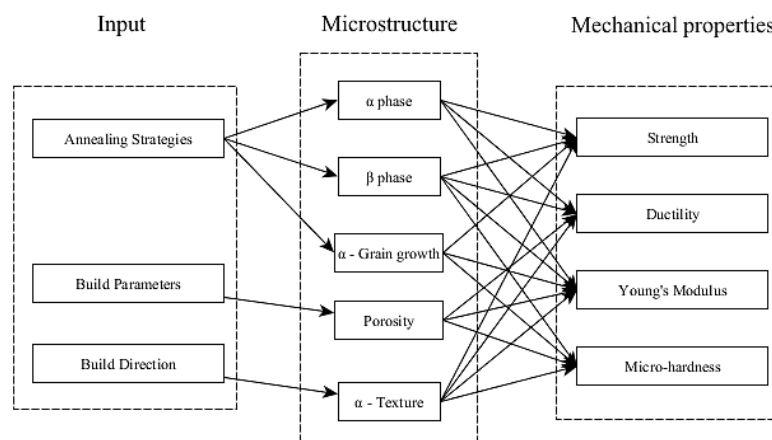 Input
Microstructure
Mechanical properties
Annealing Strategies
Build Parameters
Build Direction
α phase
β phase
α - Grain growth
Porosity
α - Texture
Strength
Ductility
Young's Modulus
Micro-hardness